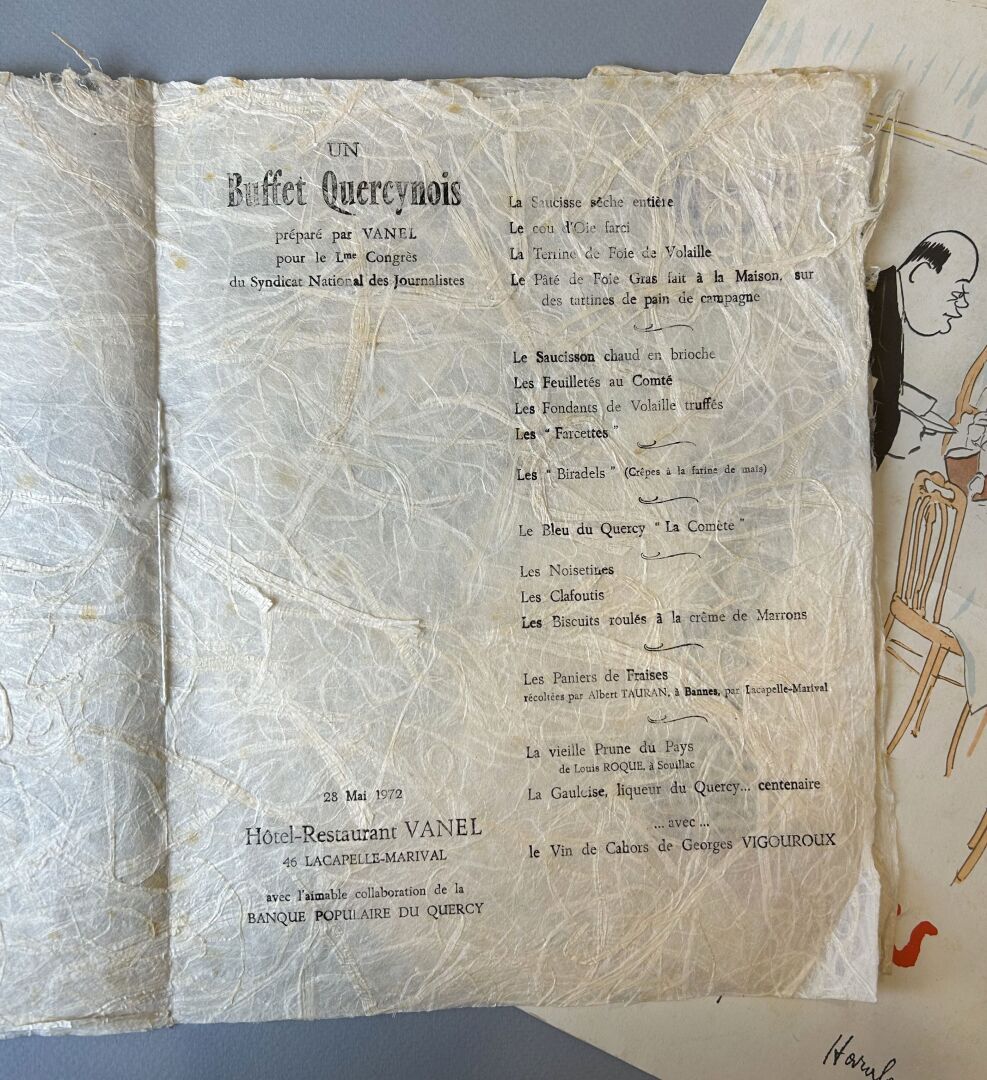 UN
Buffet Quercynois
préparé par VANEL
pour le Lme Congrès
du Syndicat National des Journalistes
28 Mai 1972
Hôtel-Restaurant VANEL
46 LACAPELLE-MARIVAL
avec l'aimable collaboration de la
BANQUE POPULAIRE DU QUERCY
La Saucisse sèche entière
Le cou d'Oie farci
La Terrine de Foie de Volaille
Le Pâté de Foie Gras fait à la Maison, sur
des tartines de pain de campagne
Le Saucisson chaud en brioche
Les Feuilletés au Comté
Les Fondants de Volaille truffés
Les " Farcettes "
Les " Biradels " (Crêpes à la farine de maïs)
Le Bleu du Quercy " La Comète "
Les Noisetines
Les Clafoutis
Les Biscuits roulés à la crème de Marrons
Les Paniers de Fraises
récoltées par Albert TAURAN, à Bannes, par Lacapelle-Marival
La vieille Prune du Pays
de Louis ROQUE, à Souillac
La Gauloise, liqueur du Quercy... centenaire
... avec ...
le Vin de Cahors de Georges VIGOUROUX